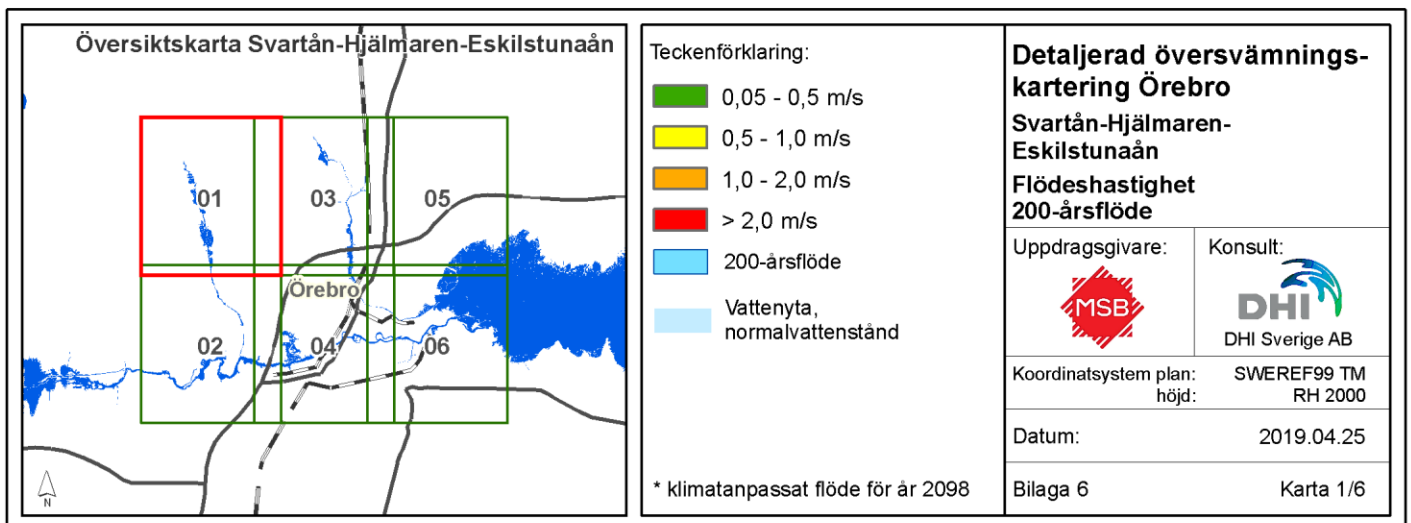 Översiktskarta Svartån-Hjälmaren-Eskilstunaån
01
03
05
Örebro
02
04
06
N
Teckenförklaring:
0,05 - 0,5 m/s
0,5 - 1,0 m/s
1,0 - 2,0 m/s
> 2,0 m/s
200-årsflöde
Vattenyta,
normalvattenstånd
* klimatanpassat flöde för år 2098
Detaljerad översvämnings-
kartering Örebro
Svartån-Hjälmaren-
Eskilstunaån
Flödeshastighet
200-årsflöde
Uppdragsgivare:
MSB
Konsult:
DHI
DHI Sverige AB
Koordinatsystem plan: SWEREF99 TM
höjd: RH 2000
Datum: 2019.04.25
Bilaga 6 Karta 1/6